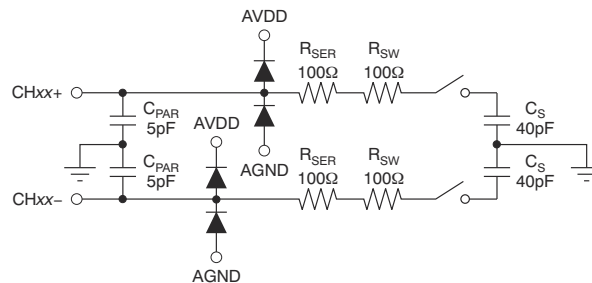 AVDD
R_SER R_SW
100Ω 100Ω
CHxx+
C_PAR
5pF
AVDD
C_S
40pF
AGND
C_PAR
5pF
R_SER R_SW
100Ω 100Ω
C_S
40pF
CHxx−
AGND